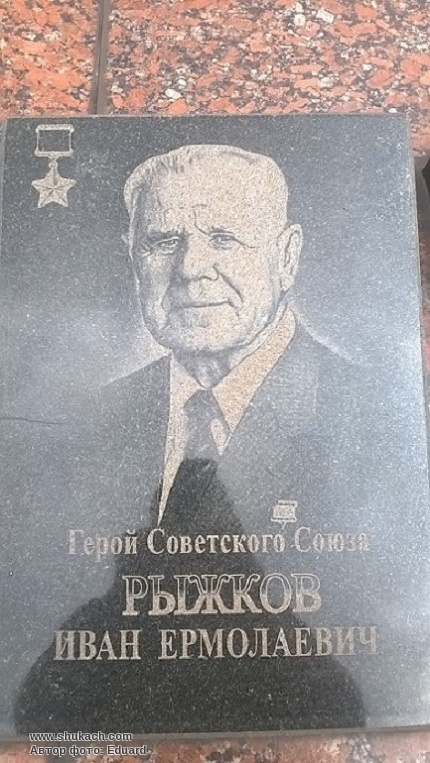 Герой Советского Союза
РЫЖКОВ
ИВАН ЕРМОЛАЕВИЧ
www.shukach.com
Автор фото: Eduard